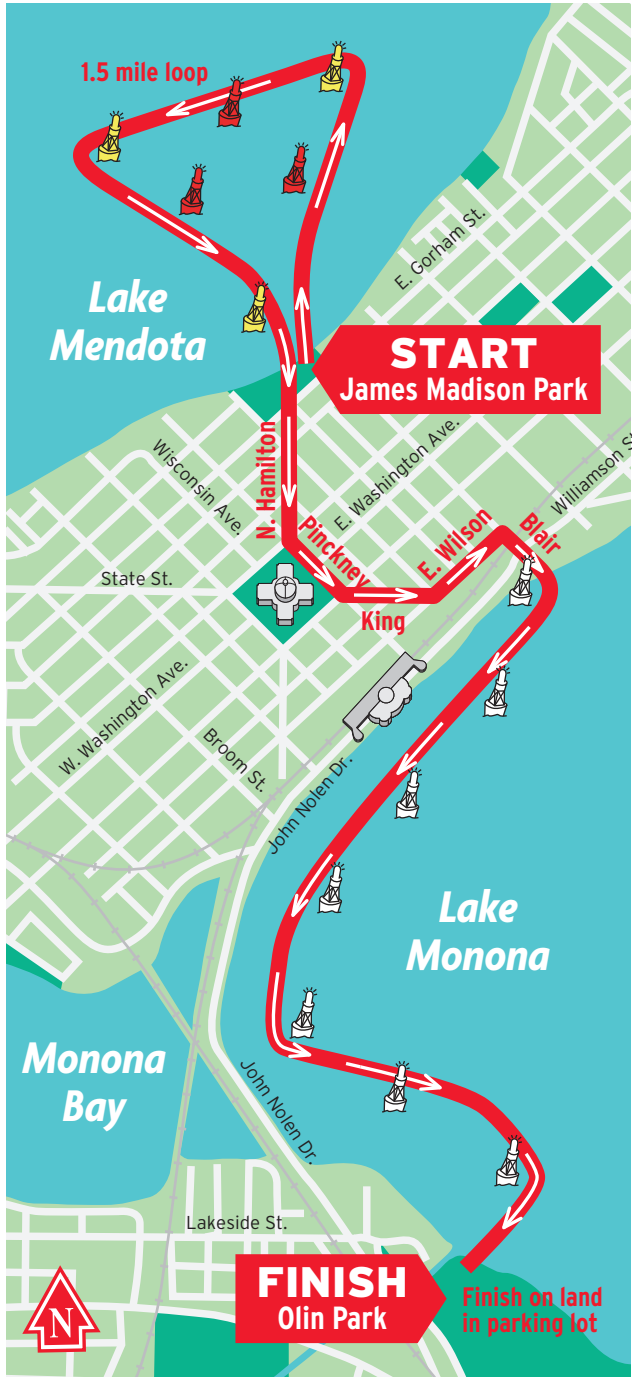 1.5 mile loop
E. Gorham St.
Lake
Mendota
START
James Madison Park
Wisconsin Ave.
N. Hamilton
E. Washington Ave.
Williamson St
Pinckney
E. Wilson
Blair
State St.
King
W. Washington Ave.
Broom St.
John Nolen Dr.
Lake
Monona
Monona
Bay
John Nolen Dr.
Lakeside St.
FINISH
Olin Park
Finish on land
in parking lot
N